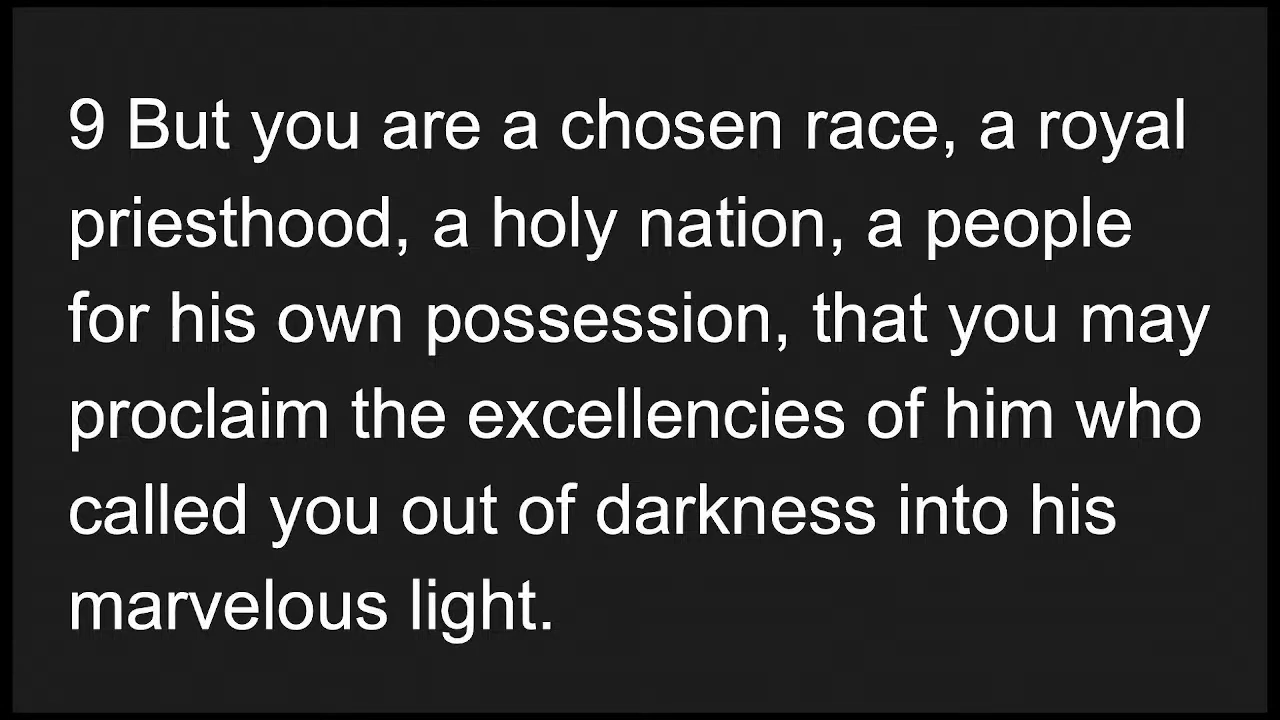 9 But you are a chosen race, a royal
priesthood, a holy nation, a people
for his own possession, that you may
proclaim the excellencies of him who
called you out of darkness into his
marvelous light.